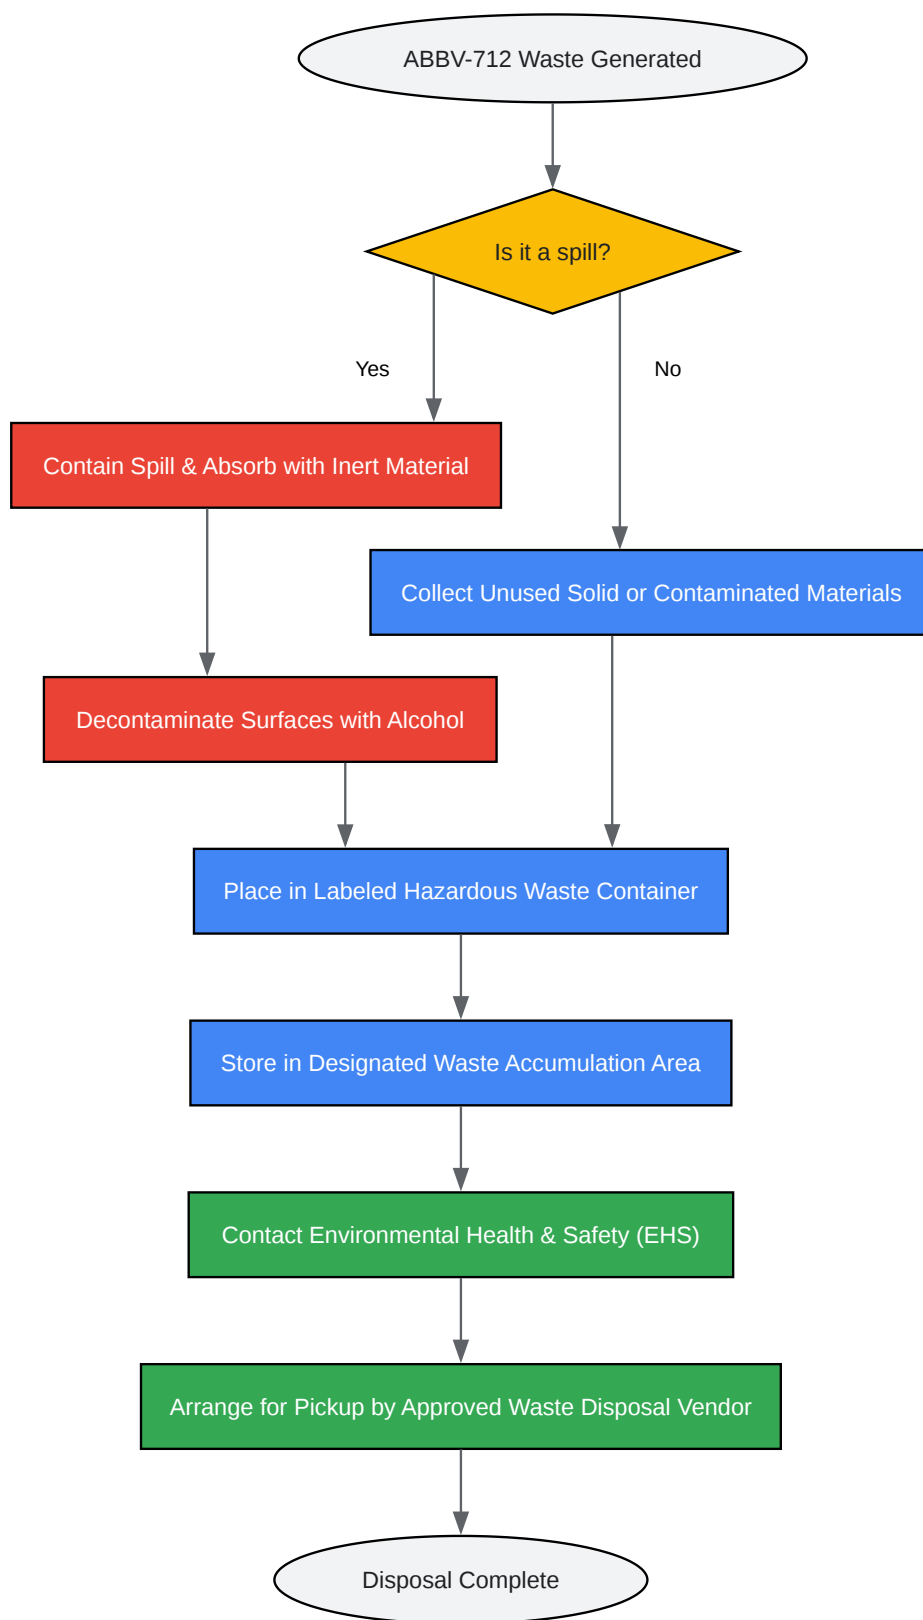 ABBV-712 Waste Generated
Is it a spill?
Yes
No
Contain Spill & Absorb with Inert Material
Collect Unused Solid or Contaminated Materials
Decontaminate Surfaces with Alcohol
Place in Labeled Hazardous Waste Container
Store in Designated Waste Accumulation Area
Contact Environmental Health & Safety (EHS)
Arrange for Pickup by Approved Waste Disposal Vendor
Disposal Complete